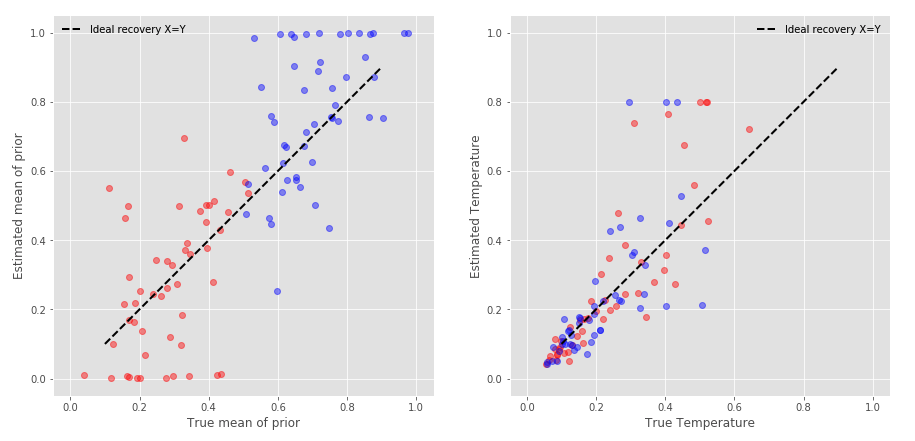 Ideal recovery X=Y
Estimated mean of prior
1.0
0.8
0.6
0.4
0.2
0.0
0.0 0.2 0.4 0.6 0.8 1.0
True mean of prior
Ideal recovery X=Y
Estimated Temperature
1.0
0.8
0.6
0.4
0.2
0.0
0.0 0.2 0.4 0.6 0.8 1.0
True Temperature